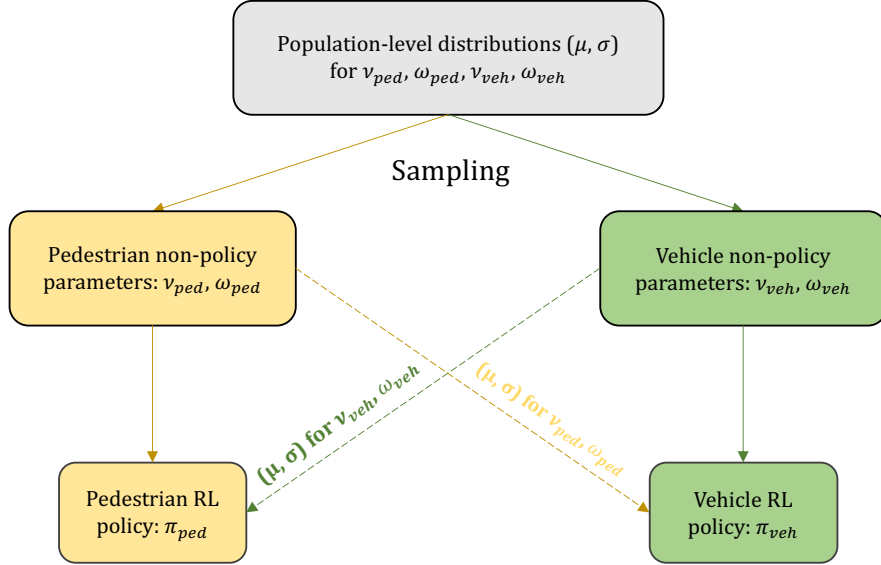 Population-level distributions (μ, σ)
for ν_ped, ω_ped, ν_veh, ω_veh
Sampling
Pedestrian non-policy
parameters: ν_ped, ω_ped
Vehicle non-policy
parameters: ν_veh, ω_veh
(μ, σ) for ν_veh, ω_veh
(μ, σ) for ν_ped, ω_ped
Pedestrian RL
policy: π_ped
Vehicle RL
policy: π_veh